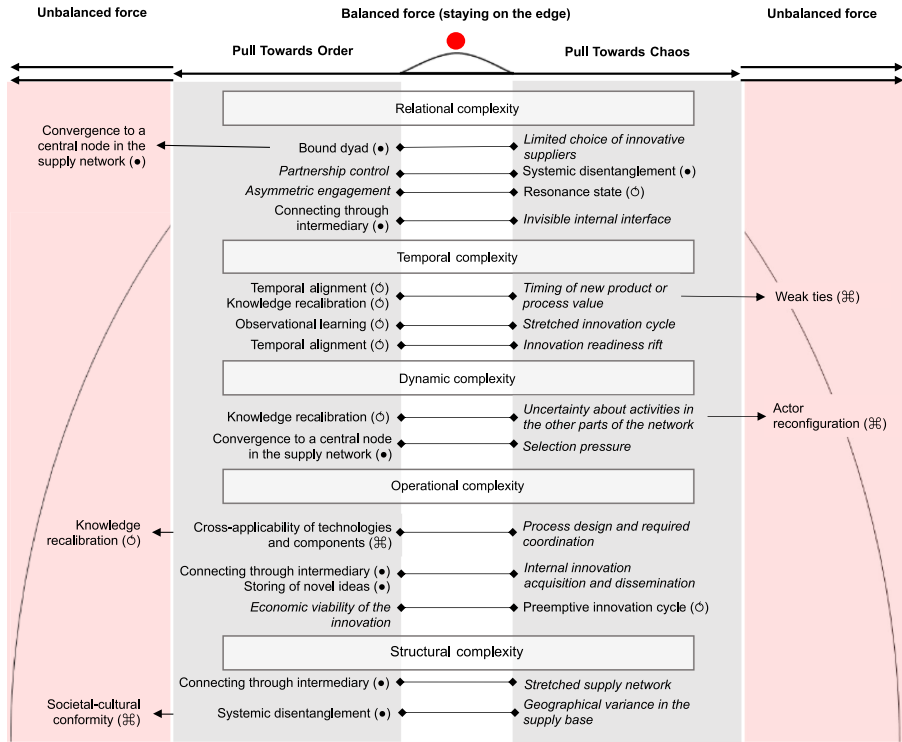 Unbalanced force
Balanced force (staying on the edge)
Unbalanced force
Pull Towards Order
Pull Towards Chaos
Relational complexity
Convergence to a
central node in the
supply network (●)
Bound dyad (●)
Limited choice of innovative
suppliers
Partnership control
Systemic disentanglement (●)
Asymmetric engagement
Resonance state (⥀)
Connecting through
intermediary (●)
Invisible internal interface
Temporal complexity
Temporal alignment (⥀)
Knowledge recalibration (⥀)
Timing of new product or
process value
Weak ties (⌘)
Observational learning (⥀)
Stretched innovation cycle
Temporal alignment (⥀)
Innovation readiness rift
Dynamic complexity
Knowledge recalibration (⥀)
Uncertainty about activities in
the other parts of the network
Actor
reconfiguration (⌘)
Convergence to a central node
in the supply network (●)
Selection pressure
Operational complexity
Knowledge
recalibration (⥀)
Cross-applicability of technologies
and components (⌘)
Process design and required
coordination
Connecting through intermediary (●)
Storing of novel ideas (●)
Internal innovation
acquisition and dissemination
Economic viability of the
innovation
Preemptive innovation cycle (⥀)
Structural complexity
Connecting through intermediary (●)
Stretched supply network
Societal-cultural
conformity (⌘)
Systemic disentanglement (●)
Geographical variance in the
supply base